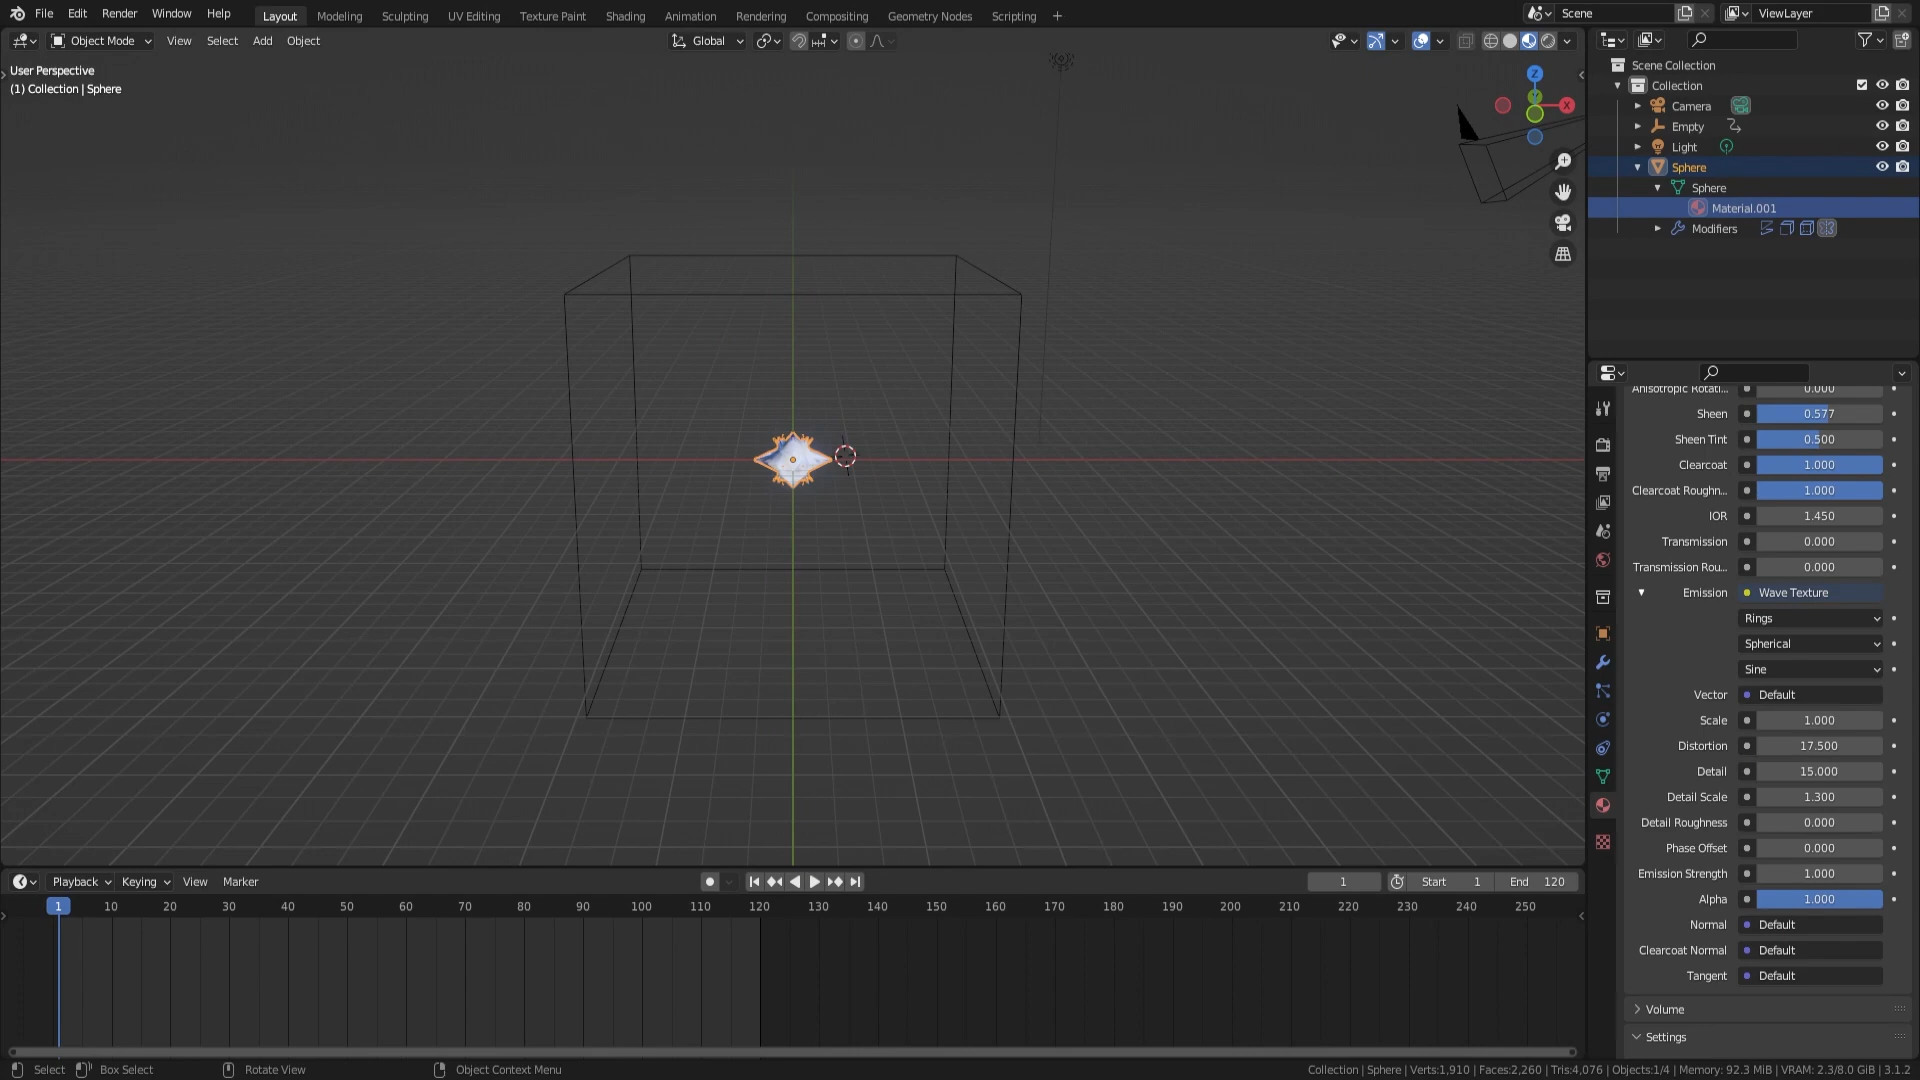 File Edit Render Window Help Layout Modeling Sculpting UV Editing Texture Paint Shading Animation Rendering Compositing Geometry Nodes Scripting + Scene ViewLayer
Object Mode View Select Add Object Global
User Perspective
(1) Collection | Sphere
Z
Y
X
Scene Collection
Collection
Camera
Empty
Light
Sphere
Sphere
Material.001
Modifiers
Anisotropic Rotati... 0.000
Sheen 0.577
Sheen Tint 0.500
Clearcoat 1.000
Clearcoat Roughn... 1.000
IOR 1.450
Transmission 0.000
Transmission Rou... 0.000
Emission Wave Texture
Rings
Spherical
Sine
Vector Default
Scale 1.000
Distortion 17.500
Detail 15.000
Detail Scale 1.300
Detail Roughness 0.000
Phase Offset 0.000
Emission Strength 1.000
Alpha 1.000
Normal Default
Clearcoat Normal Default
Tangent Default
Volume
Settings
Playback Keying View Marker 1 Start 1 End 120
1 10 20 30 40 50 60 70 80 90 100 110 120 130 140 150 160 170 180 190 200 210 220 230 240 250
Select Box Select Rotate View Object Context Menu Collection | Sphere | Verts:1,910 | Faces:2,260 | Tris:4,076 | Objects:1/4 | Memory: 92.3 MiB | VRAM: 2.3/8.0 GiB | 3.1.2